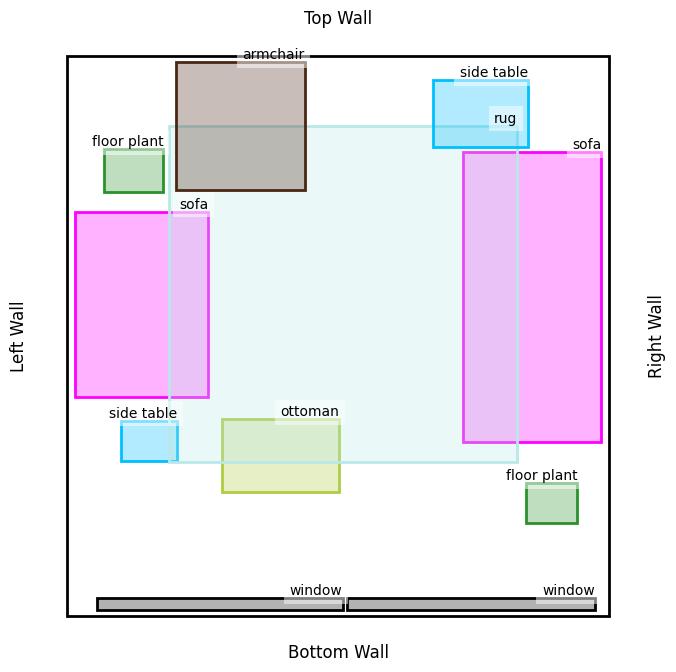 Top Wall
armchair
side table
rug
floor plant
sofa
sofa
Left Wall
Right Wall
side table
ottoman
floor plant
window
window
Bottom Wall